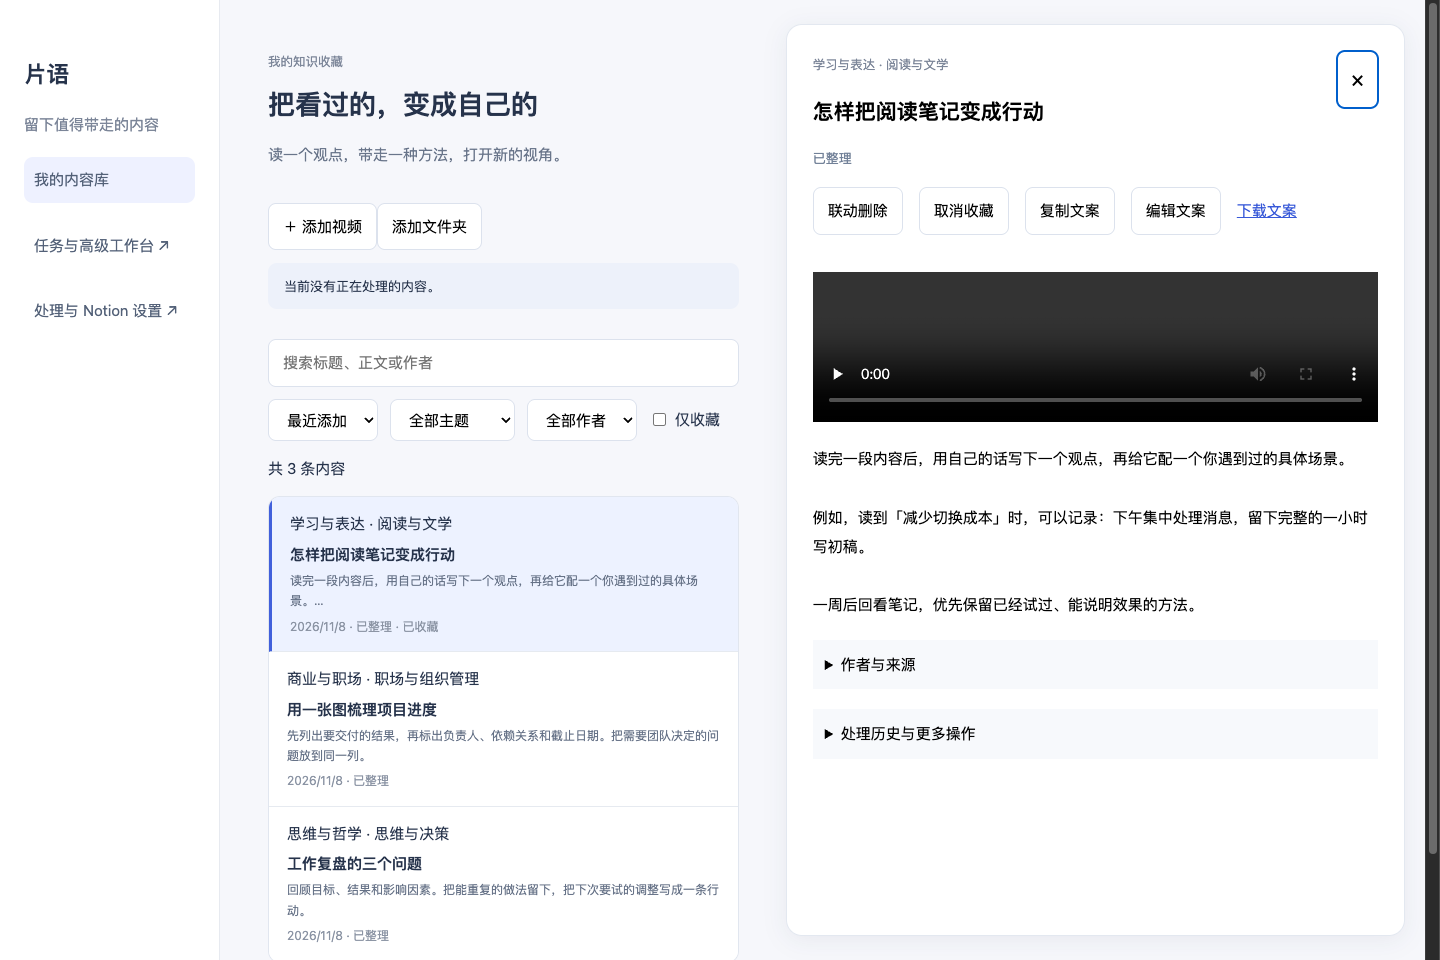 片语
留下值得带走的内容
我的内容库
任务与高级工作台 ↗
处理与 Notion 设置 ↗
我的知识收藏
把看过的，变成自己的
读一个观点，带走一种方法，打开新的视角。
＋ 添加视频
添加文件夹
当前没有正在处理的内容。
搜索标题、正文或作者
最近添加
全部主题
全部作者
仅收藏
共 3 条内容
学习与表达 · 阅读与文学
怎样把阅读笔记变成行动
读完一段内容后，用自己的话写下一个观点，再给它配一个你遇到过的具体场
景。...
2026/11/8 · 已整理 · 已收藏
商业与职场 · 职场与组织管理
用一张图梳理项目进度
先列出要交付的结果，再标出负责人、依赖关系和截止日期。把需要团队决定的问
题放到同一列。
2026/11/8 · 已整理
思维与哲学 · 思维与决策
工作复盘的三个问题
回顾目标、结果和影响因素。把能重复的做法留下，把下次要试的调整写成一条行
动。
2026/11/8 · 已整理
学习与表达 · 阅读与文学
×
怎样把阅读笔记变成行动
已整理
联动删除
取消收藏
复制文案
编辑文案
下载文案
0:00
读完一段内容后，用自己的话写下一个观点，再给它配一个你遇到过的具体场景。
例如，读到「减少切换成本」时，可以记录：下午集中处理消息，留下完整的一小时
写初稿。
一周后回看笔记，优先保留已经试过、能说明效果的方法。
▶ 作者与来源
▶ 处理历史与更多操作